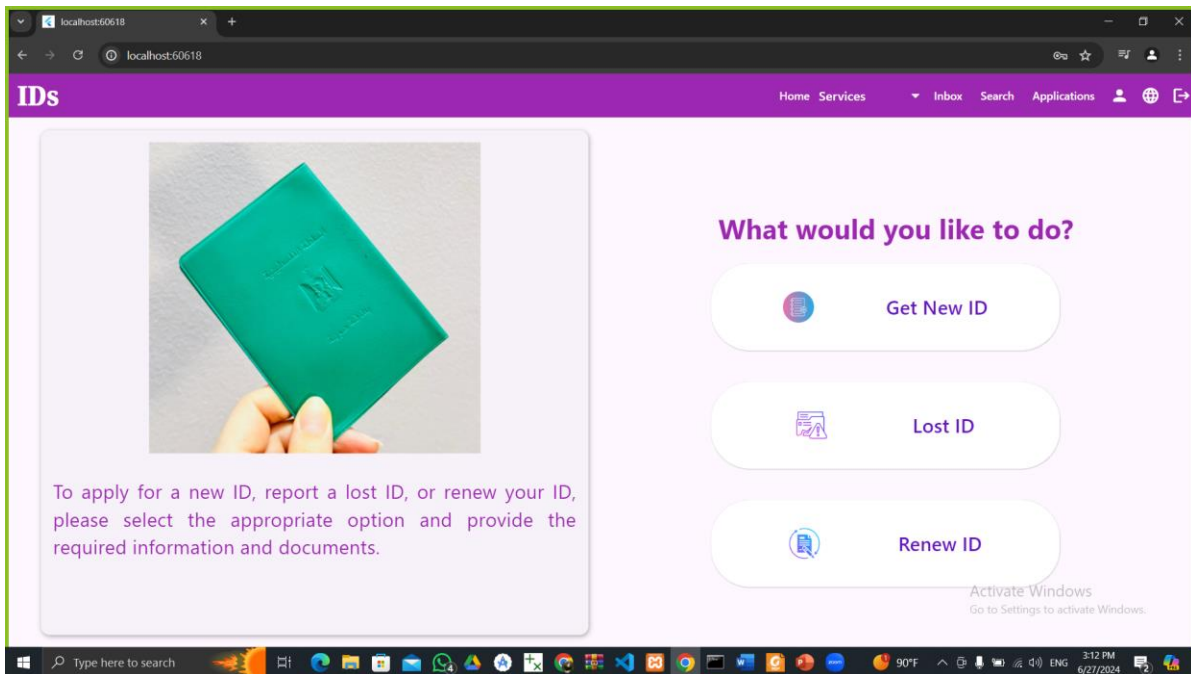 localhost:60618
localhost:60618
IDs
Home Services Inbox Search Applications
What would you like to do?
Get New ID
Lost ID
Renew ID
To apply for a new ID, report a lost ID, or renew your ID,
please select the appropriate option and provide the
required information and documents.
Activate Windows
Go to Settings to activate Windows.
Type here to search
90°F
ENG
3:12 PM
6/27/2024